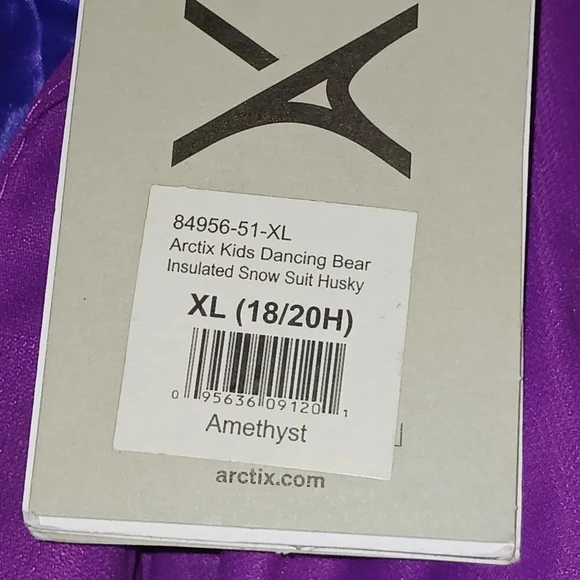 84956-51-XL
Arctix Kids Dancing Bear
Insulated Snow Suit Husky
XL (18/20H)
0 95636 09120 1
Amethyst
arctix.com